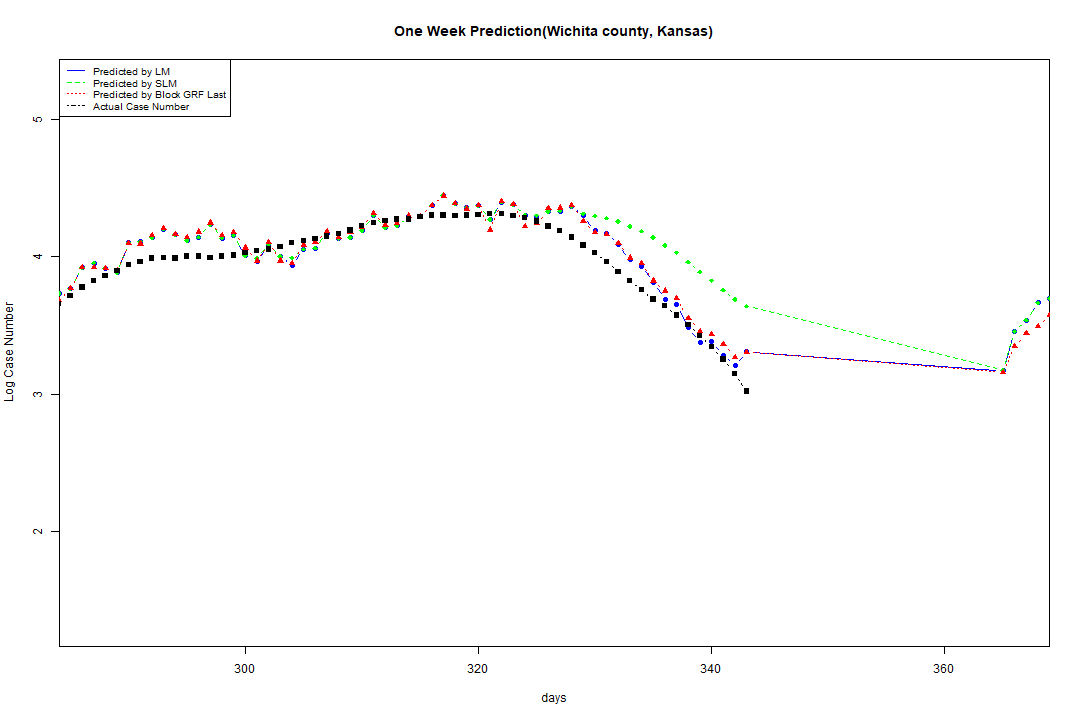 One Week Prediction(Wichita county, Kansas)
Predicted by LM
Predicted by SLM
Predicted by Block GRF Last
Actual Case Number
5
4
3
2
Log Case Number
300 320 340 360
days